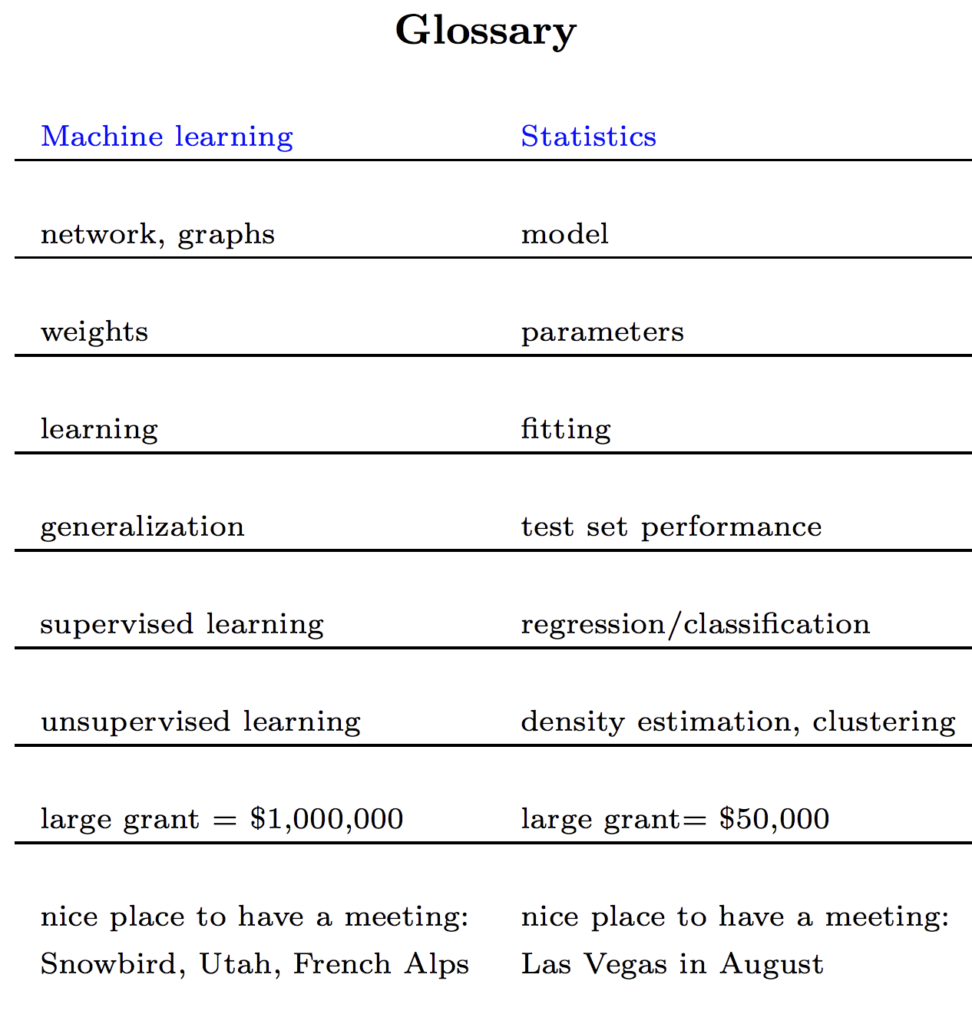 Glossary
Machine learning Statistics
network, graphs model
weights parameters
learning fitting
generalization test set performance
supervised learning regression/classification
unsupervised learning density estimation, clustering
large grant = $1,000,000 large grant= $50,000
nice place to have a meeting: nice place to have a meeting:
Snowbird, Utah, French Alps Las Vegas in August